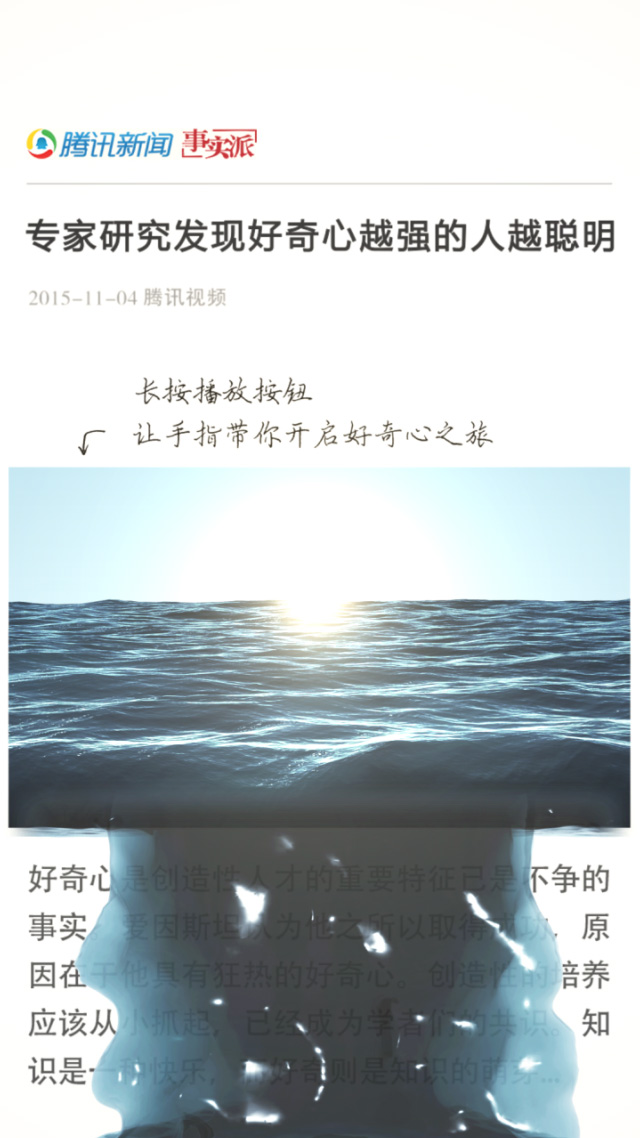 腾讯新闻 事实派
专家研究发现好奇心越强的人越聪明
2015-11-04 腾讯视频
长按播放按钮
让手指带你开启好奇心之旅
好奇心是创造性人才的重要特征已是不争的
事实，爱因斯坦认为他之所以取得成功，原
因在于他具有狂热的好奇心。创造性的培养
应该从小抓起，已经成为学者们的共识。知
识是一种快乐，而好奇则是知识的萌芽...